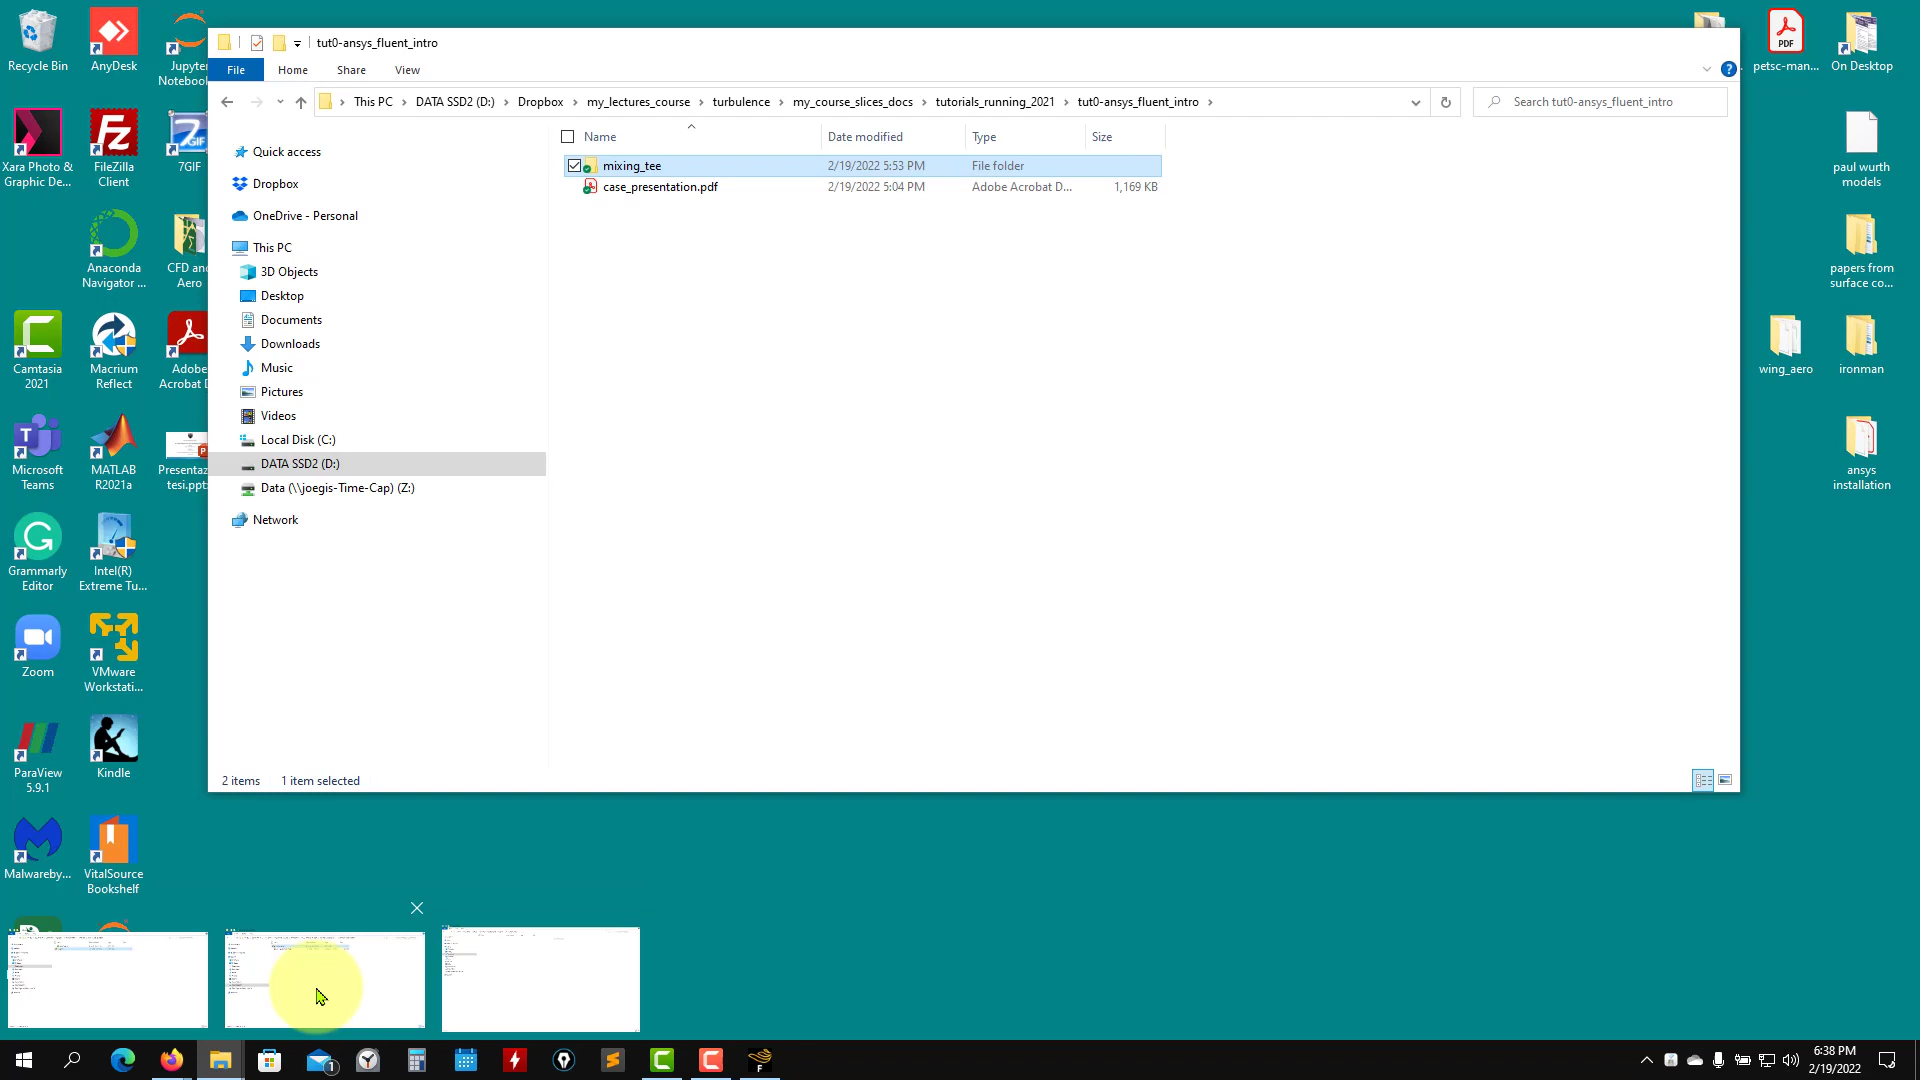 tut0-ansys_fluent_intro
File
Home
Share
View
This PC
DATA SSD2 (D:)
Dropbox
my_lectures_course
turbulence
my_course_slices_docs
tutorials_running_2021
tut0-ansys_fluent_intro
Search tut0-ansys_fluent_intro
Name
Date modified
Type
Size
mixing_tee
2/19/2022 5:53 PM
File folder
case_presentation.pdf
2/19/2022 5:04 PM
Adobe Acrobat D...
1,169 KB
Quick access
Dropbox
OneDrive - Personal
This PC
3D Objects
Desktop
Documents
Downloads
Music
Pictures
Videos
Local Disk (C:)
DATA SSD2 (D:)
Data (\\joegis-Time-Cap) (Z:)
Network
2 items
1 item selected
Recycle Bin
AnyDesk
Jupyter
Notebook
Xara Photo &
Graphic De...
FileZilla
Client
7GIF
Anaconda
Navigator ...
CFD and
Aero
Camtasia
2021
Macrium
Reflect
Adobe
Acrobat D
Microsoft
Teams
MATLAB
R2021a
Presentaz
tesi.ppt
Grammarly
Editor
Intel(R)
Extreme Tu...
Zoom
VMware
Workstati...
ParaView
5.9.1
Kindle
Malwareby...
VitalSource
Bookshelf
PDF
petsc-man...
On Desktop
paul wurth
models
papers from
surface co...
wing_aero
ironman
ansys
installation
1
F
6:38 PM
2/19/2022